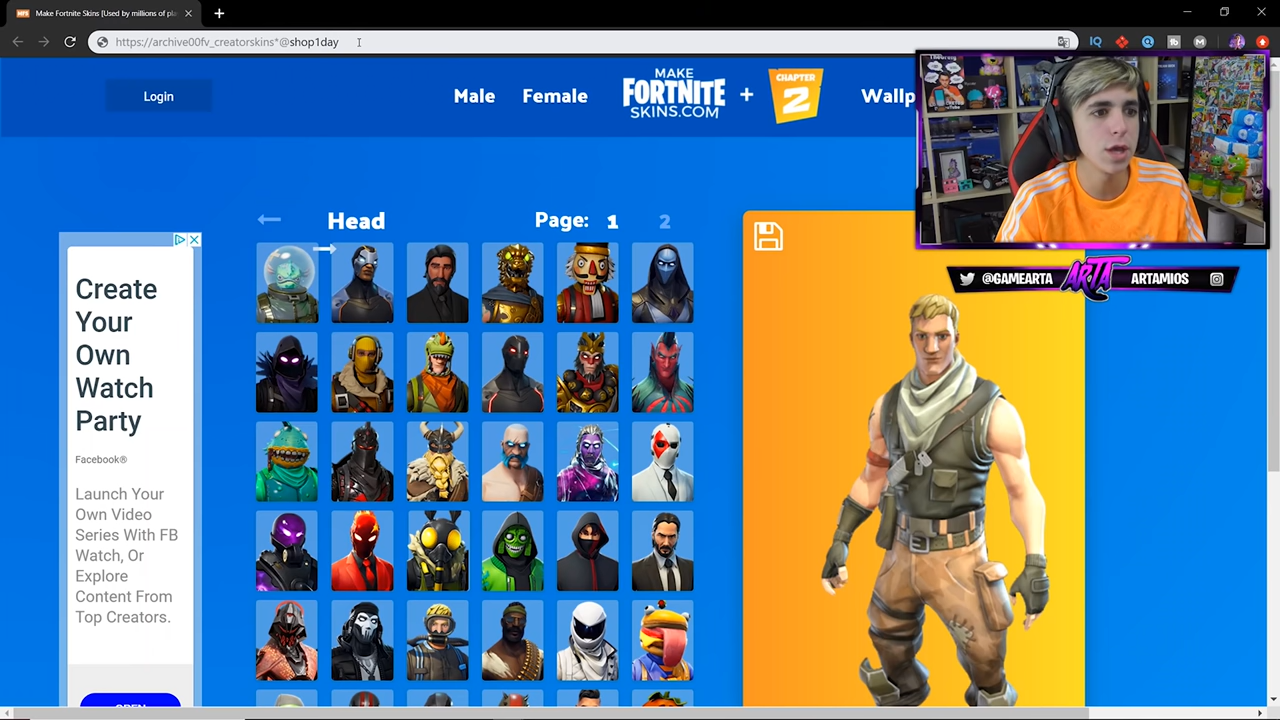 Make Fortnite Skins [Used by millions of pla
https://archive00fv_creatorskins*@shop1day
Login
Male
Female
MAKE
FORTNITE
SKINS.COM
+
CHAPTER
2
Wallp
Head
Page: 1 2
Create
Your
Own
Watch
Party
Facebook®
Launch Your
Own Video
Series With FB
Watch, Or
Explore
Content From
Top Creators.
OPEN
@GAMEARTA
ARTA
ARTAMIOS